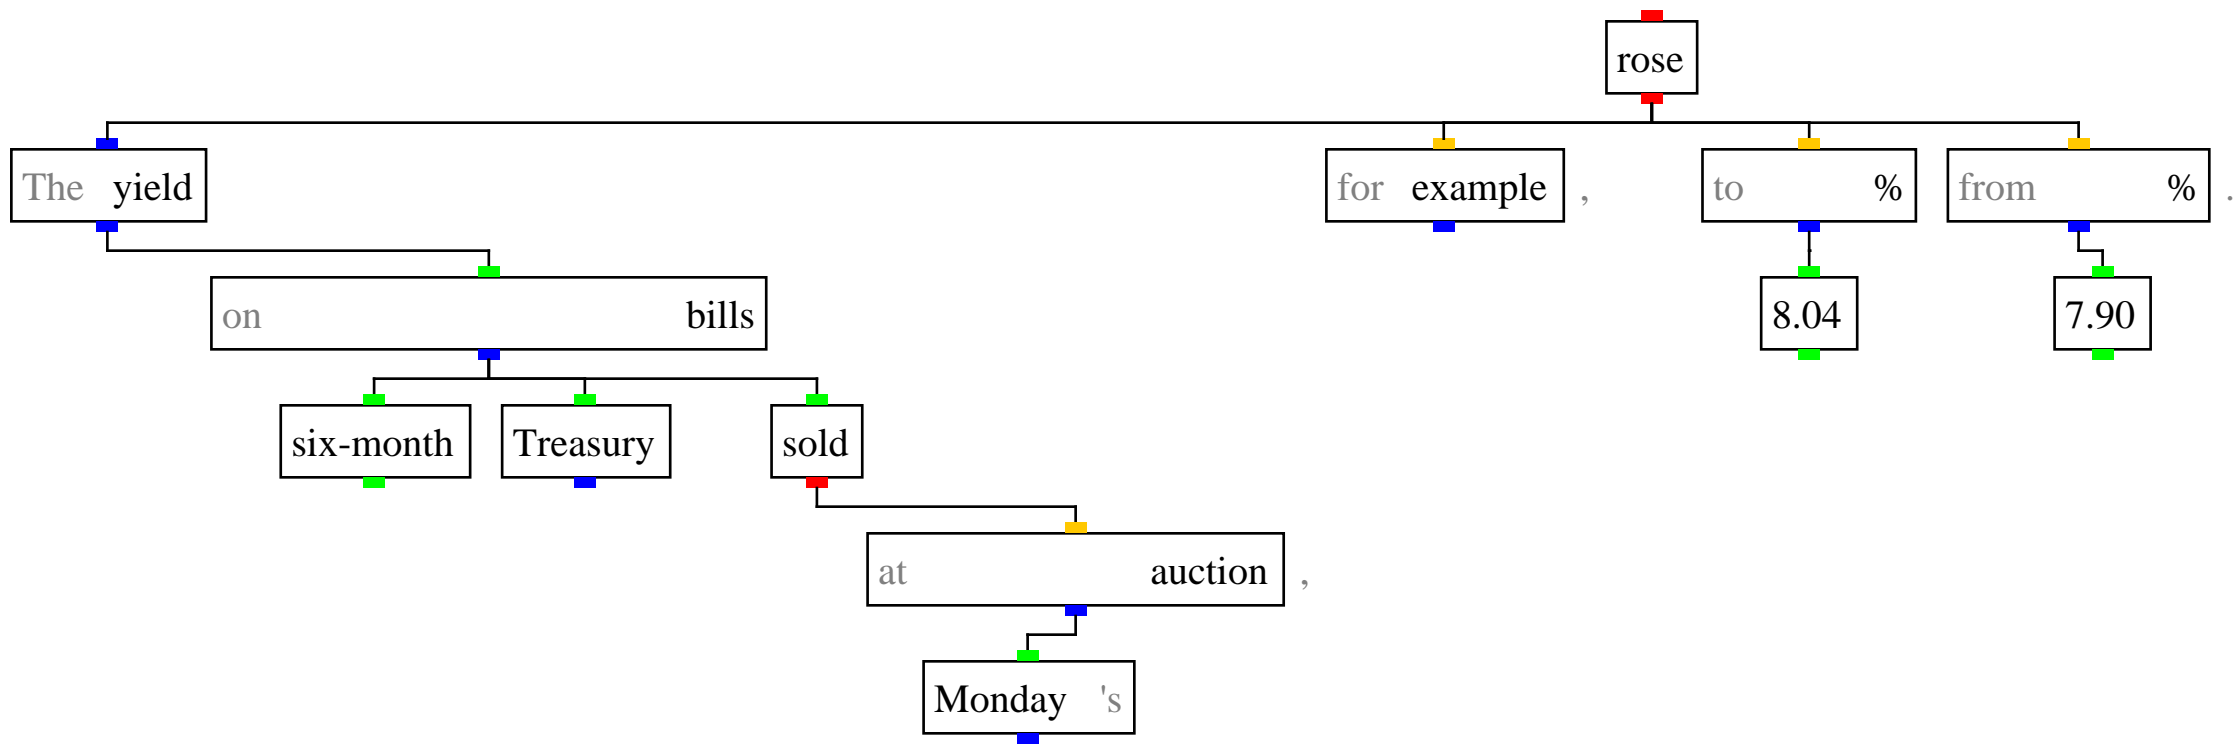 rose
The yield for example , to % from % .
on bills 8.04 7.90
six-month Treasury sold
at auction ,
Monday 's